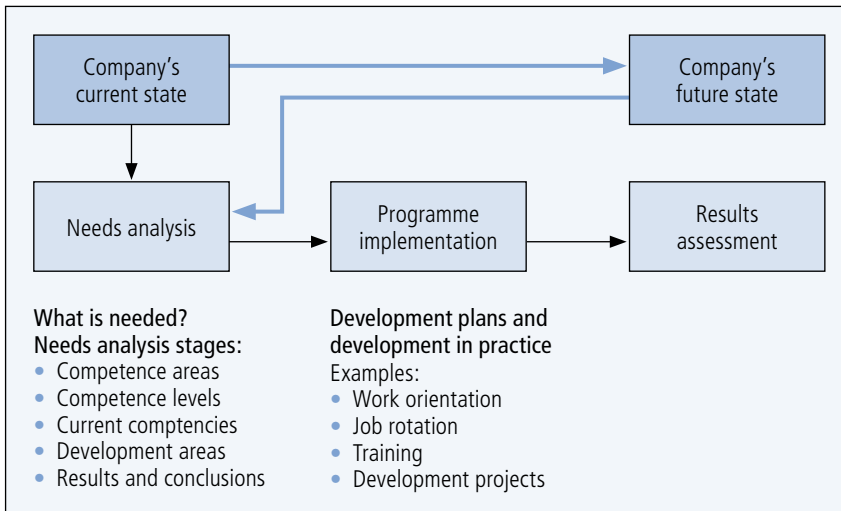 Company's
current state
Company's
future state
Needs analysis
Programme
implementation
Results
assessment
What is needed?
Needs analysis stages:
• Competence areas
• Competence levels
• Current comptencies
• Development areas
• Results and conclusions
Development plans and
development in practice
Examples:
• Work orientation
• Job rotation
• Training
• Development projects